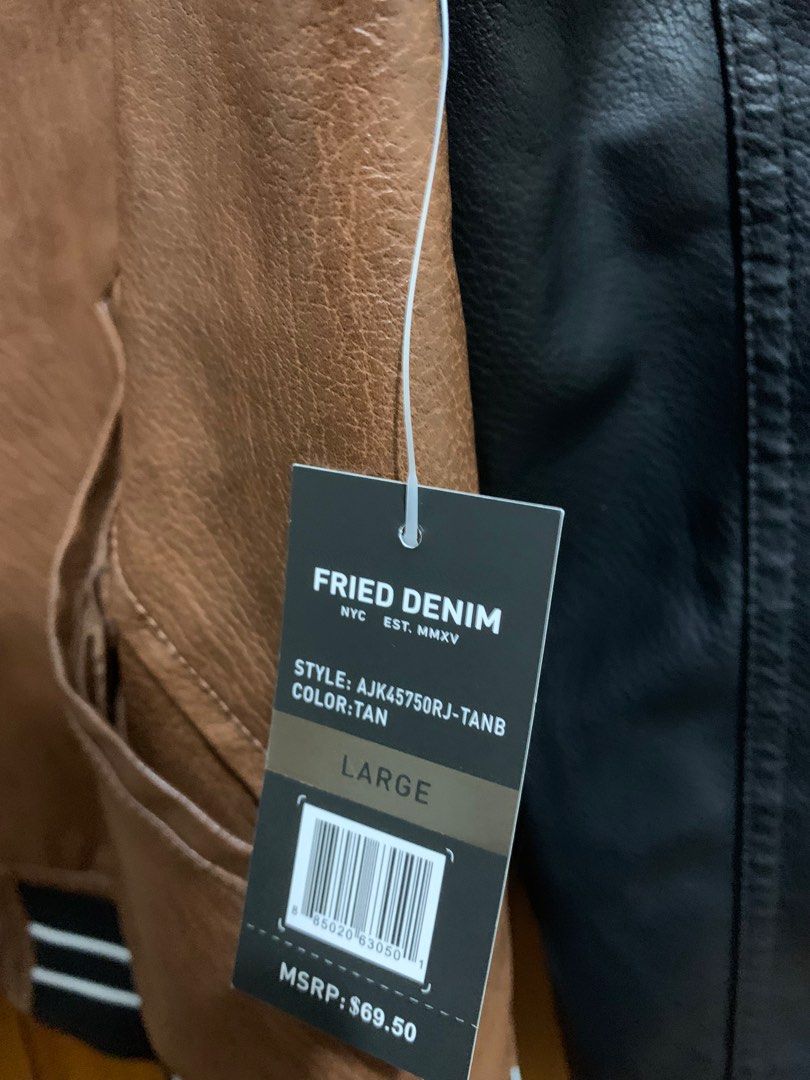 FRIED DENIM
NYC EST. MMXV
STYLE: AJK45750RJ-TANB
COLOR:TAN
LARGE
8 85020 63050 1
MSRP:$69.50